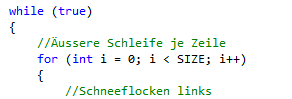 while (true)
{
//Äussere Schleife je Zeile
for (int i = 0; i < SIZE; i++)
{
//Schneeflocken links